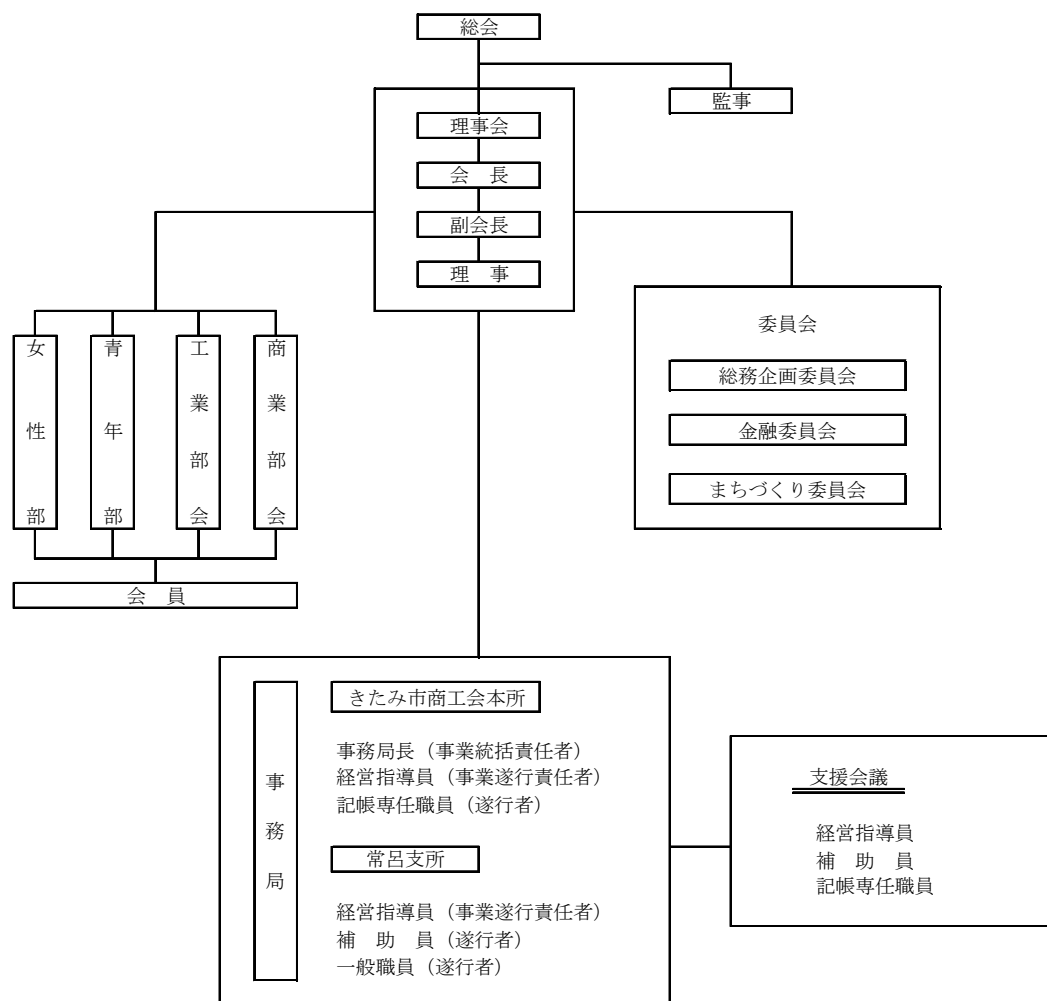 総会
監事
理事会
会　長
副会長
理　事
女性部
青年部
工業部会
商業部会
会　員
委員会
総務企画委員会
金融委員会
まちづくり委員会
事務局
きたみ市商工会本所
事務局長（事業統括責任者）
経営指導員（事業遂行責任者）
記帳専任職員（遂行者）
常呂支所
経営指導員（事業遂行責任者）
補　助　員（遂行者）
一般職員（遂行者）
支援会議
経営指導員
補　助　員
記帳専任職員